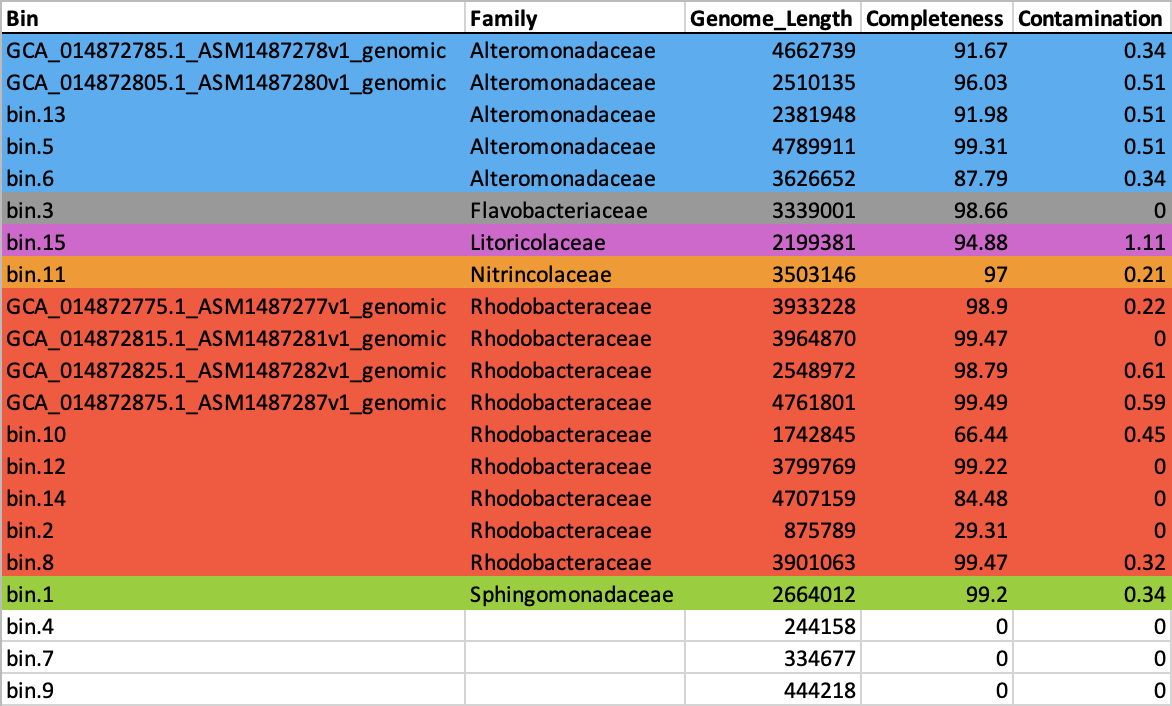 Bin Family Genome_Length Completeness Contamination
GCA_014872785.1_ASM1487278v1_genomic Alteromonadaceae 4662739 91.67 0.34
GCA_014872805.1_ASM1487280v1_genomic Alteromonadaceae 2510135 96.03 0.51
bin.13 Alteromonadaceae 2381948 91.98 0.51
bin.5 Alteromonadaceae 4789911 99.31 0.51
bin.6 Alteromonadaceae 3626652 87.79 0.34
bin.3 Flavobacteriaceae 3339001 98.66 0
bin.15 Litoricolaceae 2199381 94.88 1.11
bin.11 Nitrincolaceae 3503146 97 0.21
GCA_014872775.1_ASM1487277v1_genomic Rhodobacteraceae 3933228 98.9 0.22
GCA_014872815.1_ASM1487281v1_genomic Rhodobacteraceae 3964870 99.47 0
GCA_014872825.1_ASM1487282v1_genomic Rhodobacteraceae 2548972 98.79 0.61
GCA_014872875.1_ASM1487287v1_genomic Rhodobacteraceae 4761801 99.49 0.59
bin.10 Rhodobacteraceae 1742845 66.44 0.45
bin.12 Rhodobacteraceae 3799769 99.22 0
bin.14 Rhodobacteraceae 4707159 84.48 0
bin.2 Rhodobacteraceae 875789 29.31 0
bin.8 Rhodobacteraceae 3901063 99.47 0.32
bin.1 Sphingomonadaceae 2664012 99.2 0.34
bin.4 244158 0 0
bin.7 334677 0 0
bin.9 444218 0 0